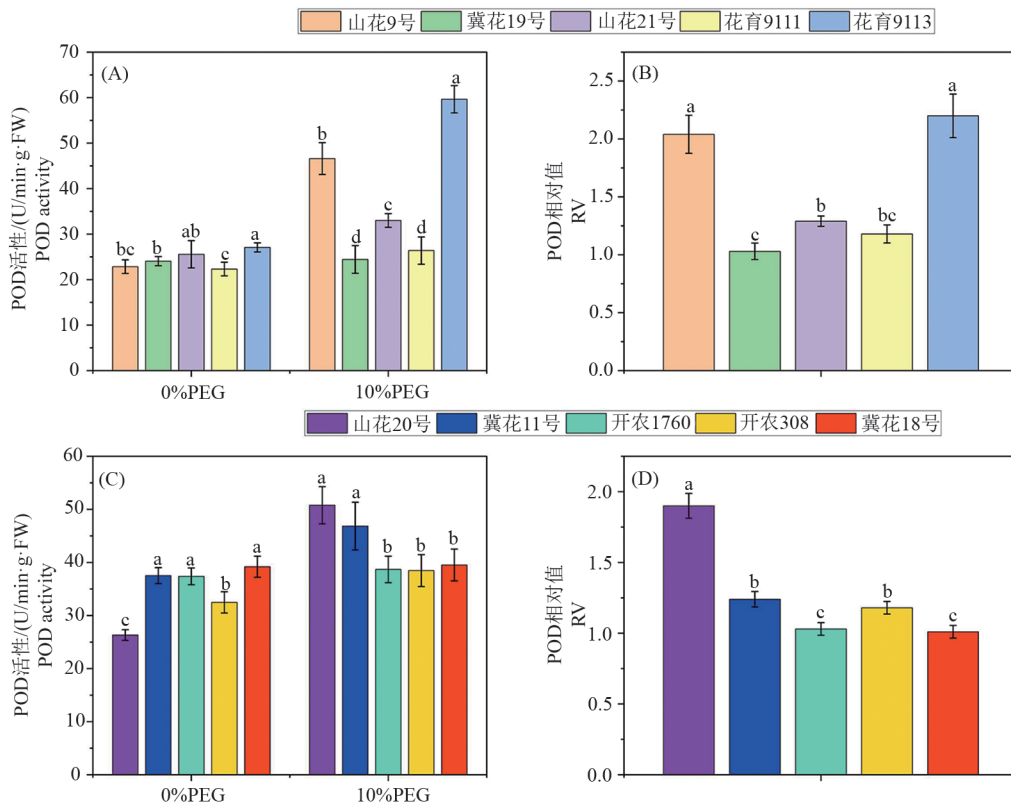 山花9号 冀花19号 山花21号 花育9111 花育9113
(A)
POD活性/(U/min·g·FW)
POD activity
70
60
50
40
30
20
10
0
bc b ab c a
b d c d a
0%PEG 10%PEG
(B)
POD相对值
RV
2.5
2.0
1.5
1.0
0.5
0.0
a c b bc a
山花20号 冀花11号 开农1760 开农308 冀花18号
(C)
POD活性/(U/min·g·FW)
POD activity
60
50
40
30
20
10
0
c a a b a
a a b b b
0%PEG 10%PEG
(D)
POD相对值
RV
2.0
1.5
1.0
0.5
0.0
a b c b c